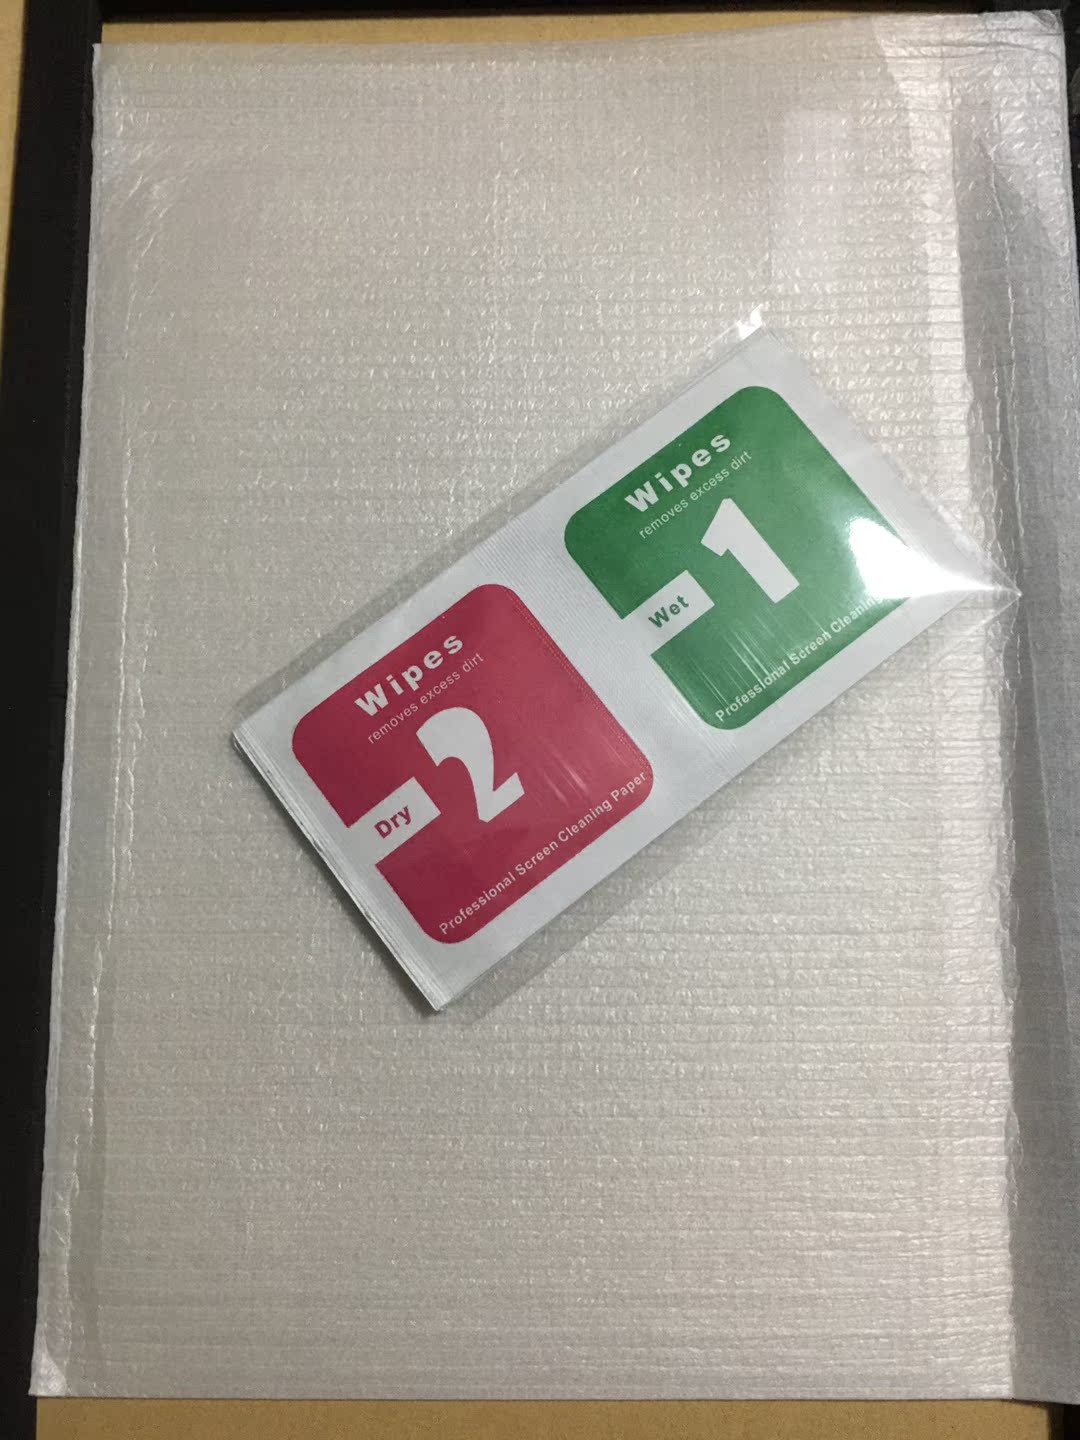 Wipes
removes excess dirt
1
Wet
Professional Screen Cleaning
Wipes
removes excess dirt
2
Dry
Professional Screen Cleaning Paper